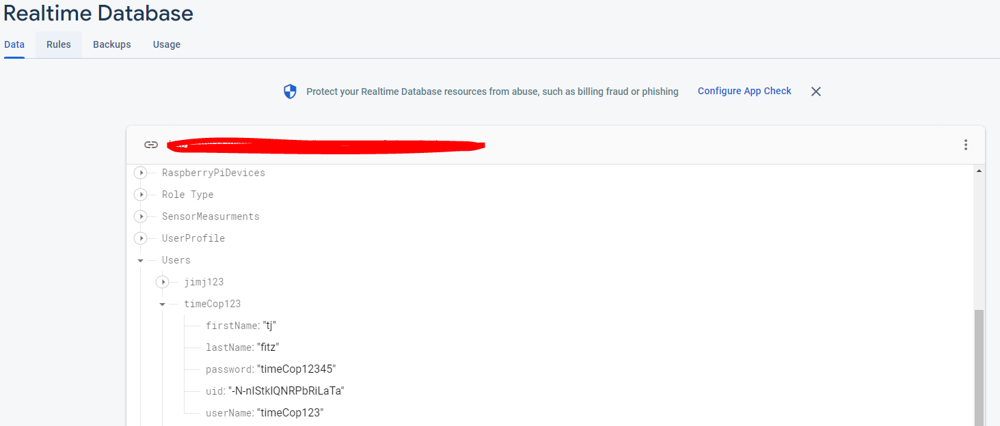 Realtime Database
Data Rules Backups Usage
Protect your Realtime Database resources from abuse, such as billing fraud or phishing Configure App Check
RaspberryPiDevices
Role Type
SensorMeasurments
UserProfile
Users
jimj123
timeCop123
firstName: "tj"
lastName: "fitz"
password: "timeCop12345"
uid: "-N-nIStkIQNRPbRiLaTa"
userName: "timeCop123"